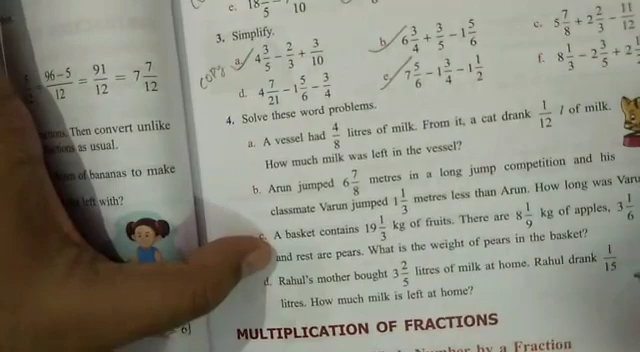 e. 18 3/5 - 7/10
3. Simplify.
COPY a. 4 3/5 - 2/3 + 3/10
b. 6 3/4 + 3/5 - 1 5/6
c. 5 7/8 + 2 2/3 - 11/12
d. 4 7/21 - 1 5/6 - 3/4
e. 7 5/6 - 1 3/4 - 1 1/2
f. 8 1/3 - 2 3/5 + 2
4. Solve these word problems.
a. A vessel had 4/8 litres of milk. From it, a cat drank 1/12 l of milk.
How much milk was left in the vessel?
b. Arun jumped 6 7/8 metres in a long jump competition and his
classmate Varun jumped 1 1/3 metres less than Arun. How long was Varu
c. A basket contains 19 1/3 kg of fruits. There are 8 1/9 kg of apples, 3 1/6
and rest are pears. What is the weight of pears in the basket?
d. Rahul's mother bought 3 2/5 litres of milk at home. Rahul drank 1/15
litres. How much milk is left at home?
MULTIPLICATION OF FRACTIONS
Number by a Fraction
= 96-5/12 = 91/12 = 7 7/12
Then convert unlike
as usual.
of bananas to make
left with?
6]